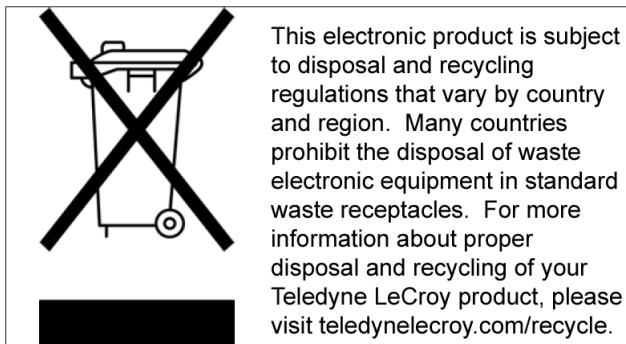 This electronic product is subject
to disposal and recycling
regulations that vary by country
and region.  Many countries
prohibit the disposal of waste
electronic equipment in standard
waste receptacles.  For more
information about proper
disposal and recycling of your
Teledyne LeCroy product, please
visit teledynelecroy.com/recycle.